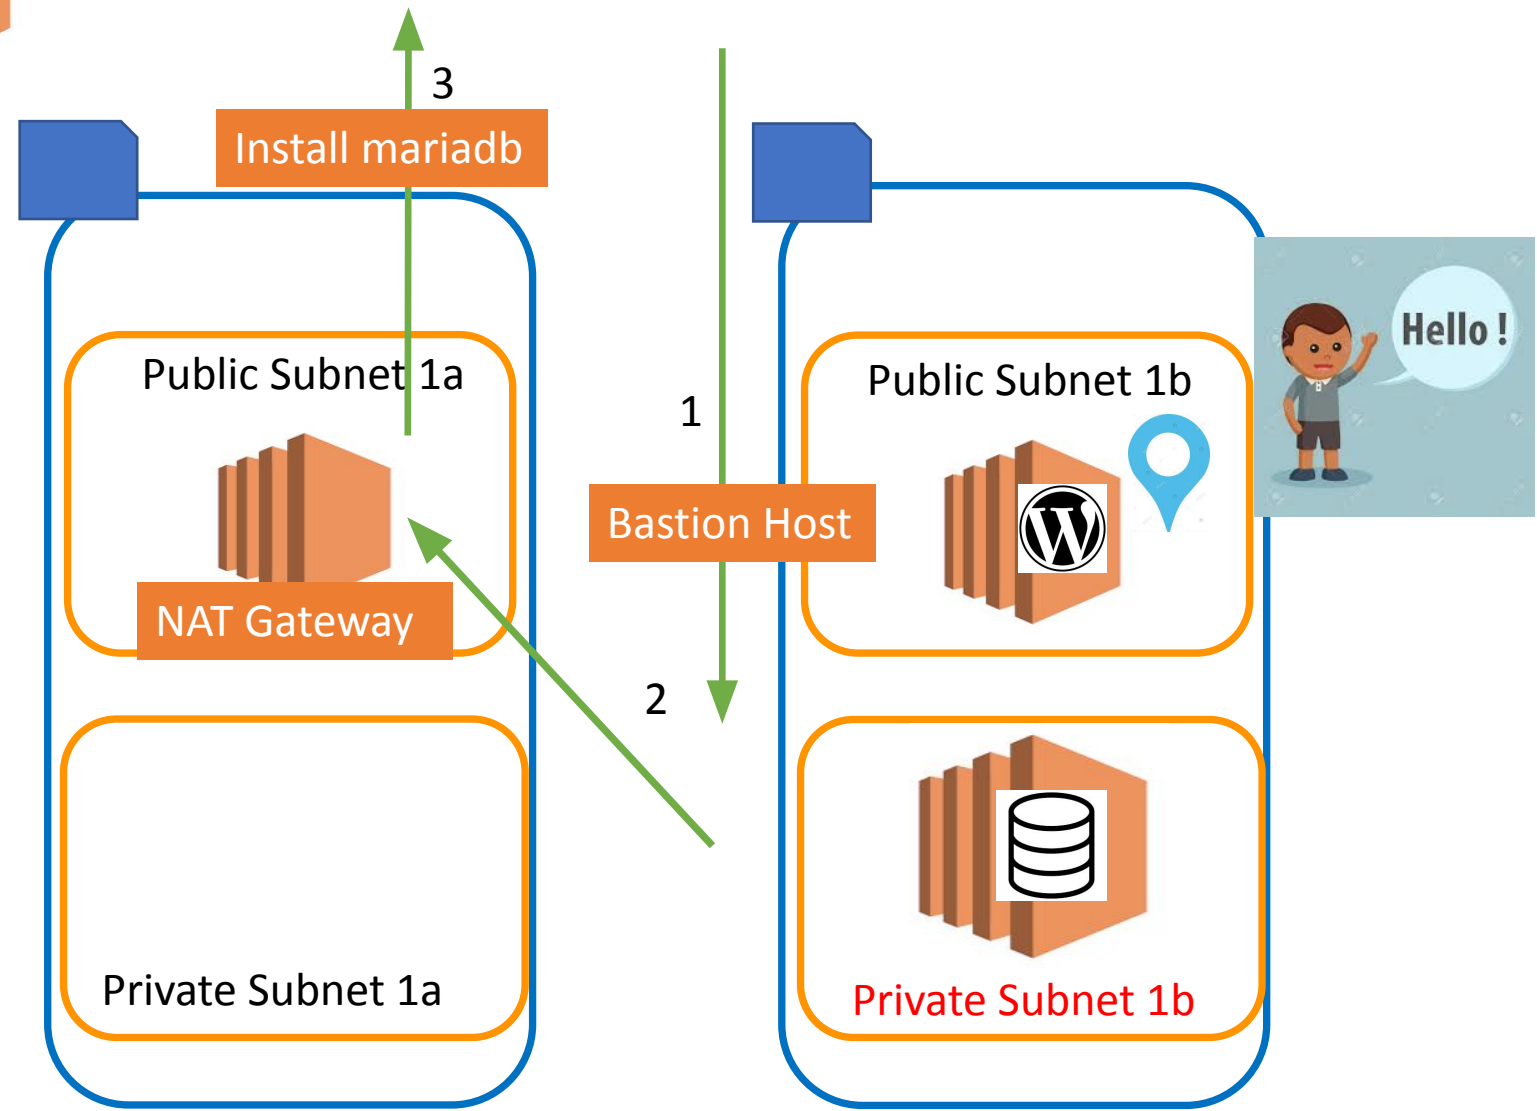 3
Install mariadb
Public Subnet 1a
NAT Gateway
Private Subnet 1a
1
Bastion Host
2
Public Subnet 1b
Hello !
W
Private Subnet 1b